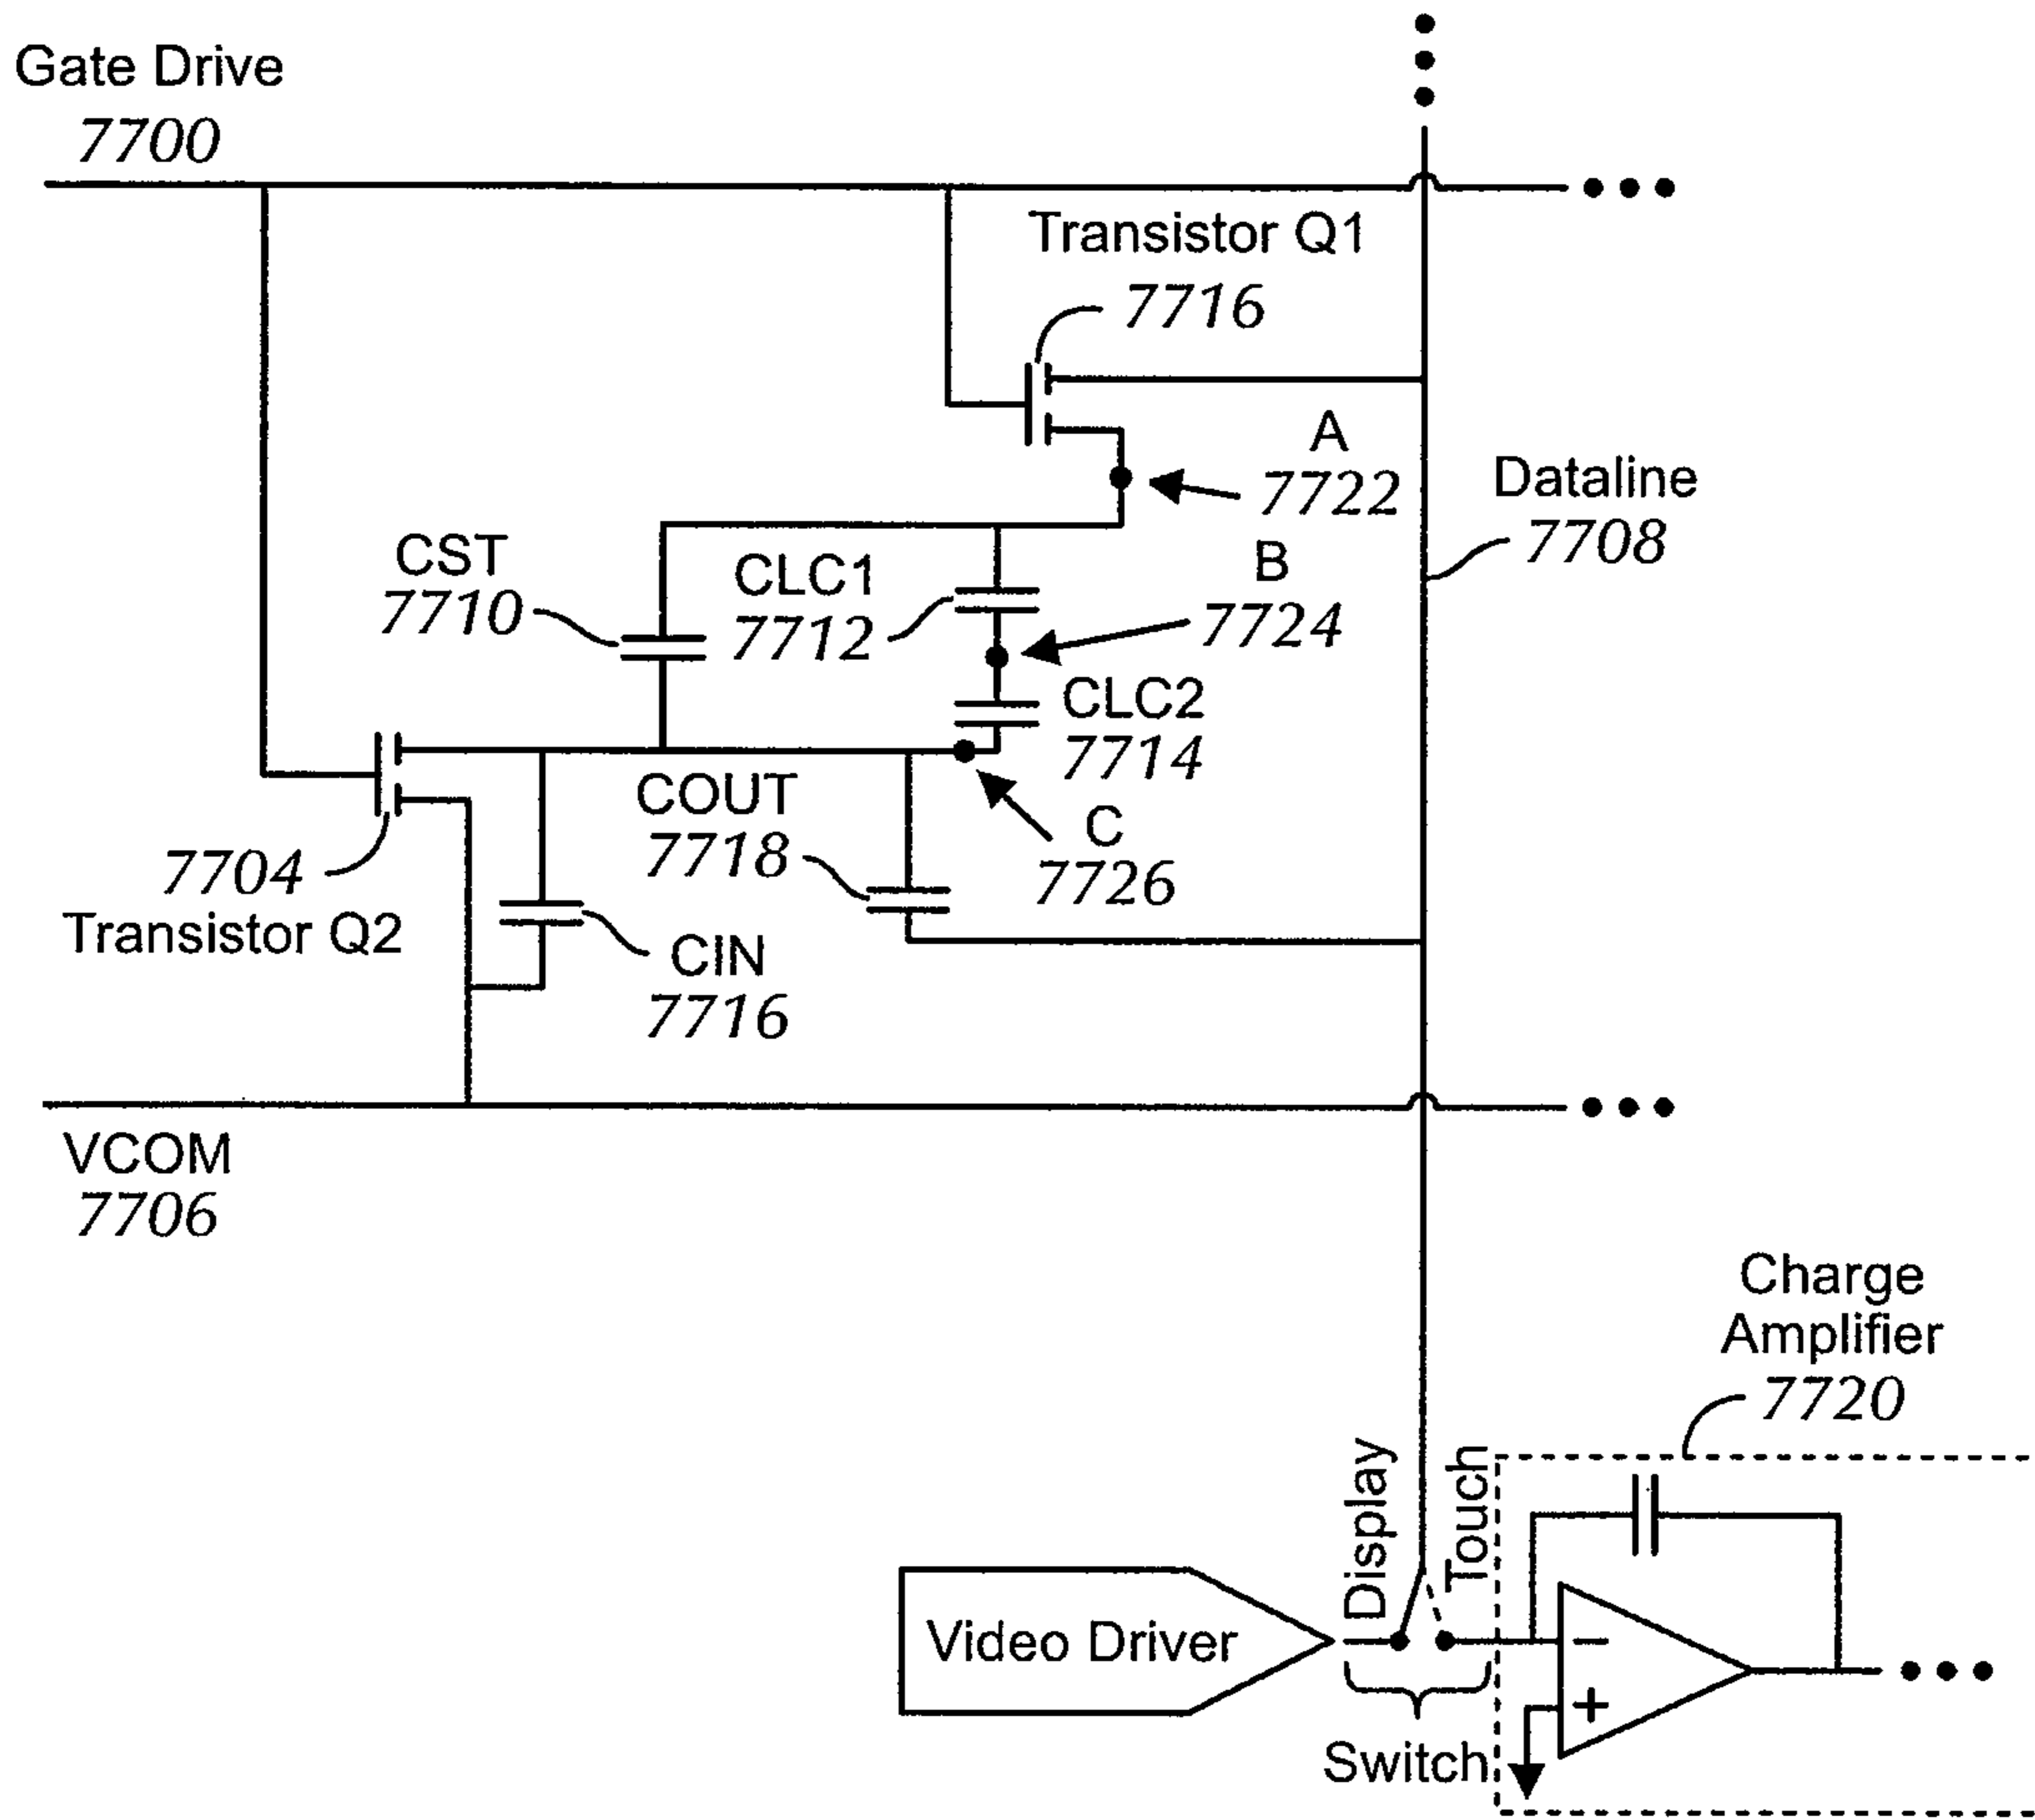 Gate Drive
7700
Transistor Q1
7716
A
7722
Dataline
7708
B
7724
CST
7710
CLC1
7712
CLC2
7714
COUT
7718
C
7726
7704
Transistor Q2
CIN
7716
VCOM
7706
Charge
Amplifier
7720
Display
Touch
Video Driver
−
+
Switch